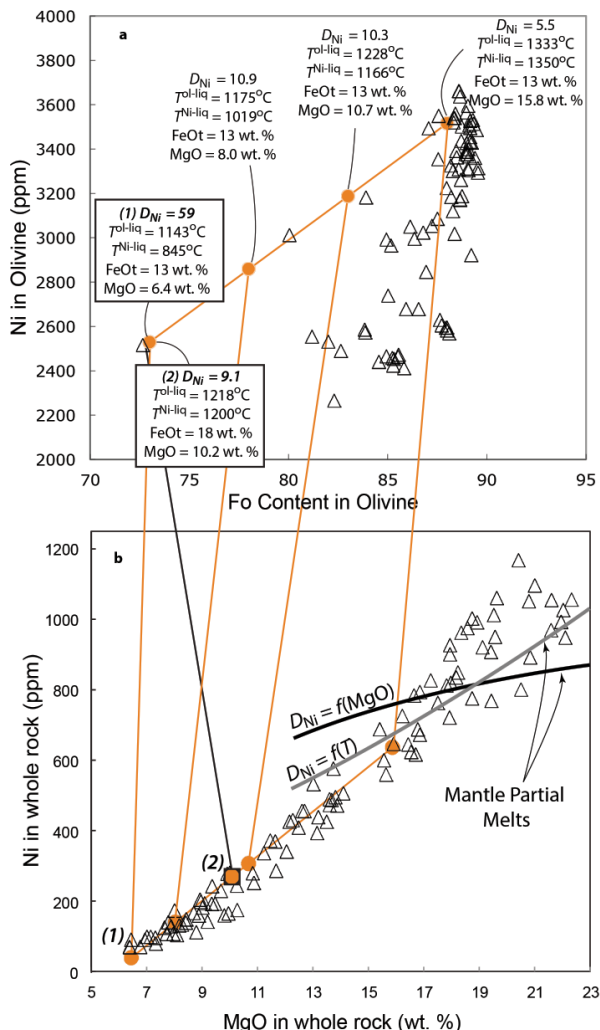 a
D_Ni = 10.9
T^ol-liq = 1175°C
T^Ni-liq = 1019°C
FeOt = 13 wt. %
MgO = 8.0 wt. %
D_Ni = 10.3
T^ol-liq = 1228°C
T^Ni-liq = 1166°C
FeOt = 13 wt. %
MgO = 10.7 wt. %
D_Ni = 5.5
T^ol-liq = 1333°C
T^Ni-liq = 1350°C
FeOt = 13 wt. %
MgO = 15.8 wt. %
(1) D_Ni = 59
T^ol-liq = 1143°C
T^Ni-liq = 845°C
FeOt = 13 wt. %
MgO = 6.4 wt. %
(2) D_Ni = 9.1
T^ol-liq = 1218°C
T^Ni-liq = 1200°C
FeOt = 18 wt. %
MgO = 10.2 wt. %
Ni in Olivine (ppm)
4000
3800
3600
3400
3200
3000
2800
2600
2400
2200
2000
70 75 80 85 90 95
Fo Content in Olivine
b
Ni in whole rock (ppm)
1200
1000
800
600
400
200
0
D_Ni = f(MgO)
D_Ni = f(T)
Mantle Partial
Melts
(2)
(1)
5 7 9 11 13 15 17 19 21 23
MgO in whole rock (wt. %)